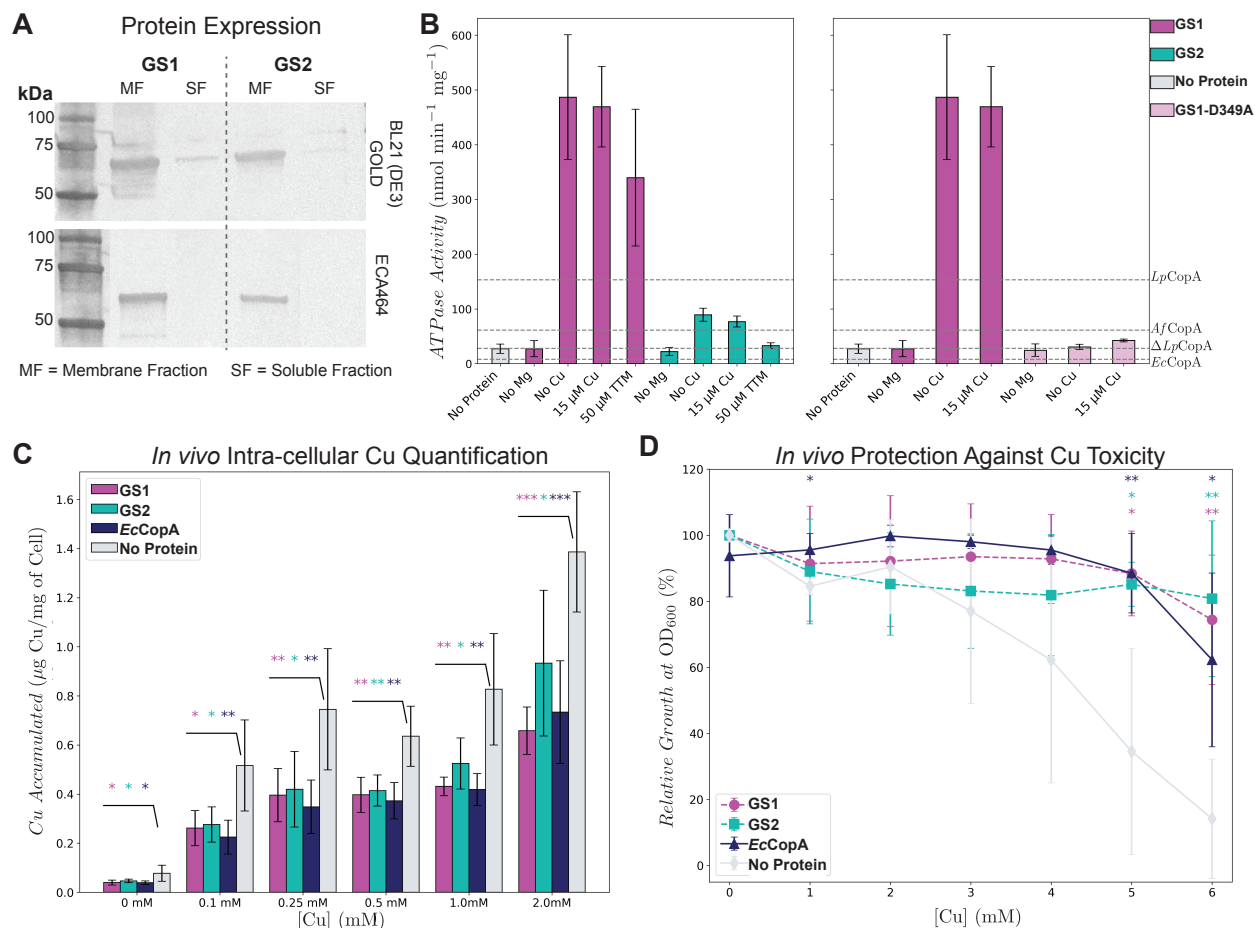 A
Protein Expression
GS1
GS2
kDa
MF
SF
MF
SF
100
75
50
BL21 (DE3)
GOLD
100
75
50
ECA464
MF = Membrane Fraction
SF = Soluble Fraction
B
ATPase Activity (nmol min⁻¹ mg⁻¹)
600
500
400
300
200
100
0
No Protein
No Mg
No Cu
15 µM Cu
50 µM TTM
No Mg
No Cu
15 µM Cu
50 µM TTM
No Protein
No Mg
No Cu
15 µM Cu
No Mg
No Cu
15 µM Cu
LpCopA
AfCopA
ΔLpCopA
EcCopA
GS1
GS2
No Protein
GS1-D349A
C
In vivo Intra-cellular Cu Quantification
GS1
GS2
EcCopA
No Protein
Cu Accumulated (µg Cu/mg of Cell)
1.6
1.4
1.2
1.0
0.8
0.6
0.4
0.2
0.0
* * *
* * **
** * **
** ** **
** * **
*** * ***
0 mM
0.1 mM
0.25 mM
0.5 mM
1.0mM
2.0mM
[Cu] (mM)
D
In vivo Protection Against Cu Toxicity
Relative Growth at OD₆₀₀ (%)
120
100
80
60
40
20
0
*
**
*
*
*
**
**
GS1
GS2
EcCopA
No Protein
0
1
2
3
4
5
6
[Cu] (mM)